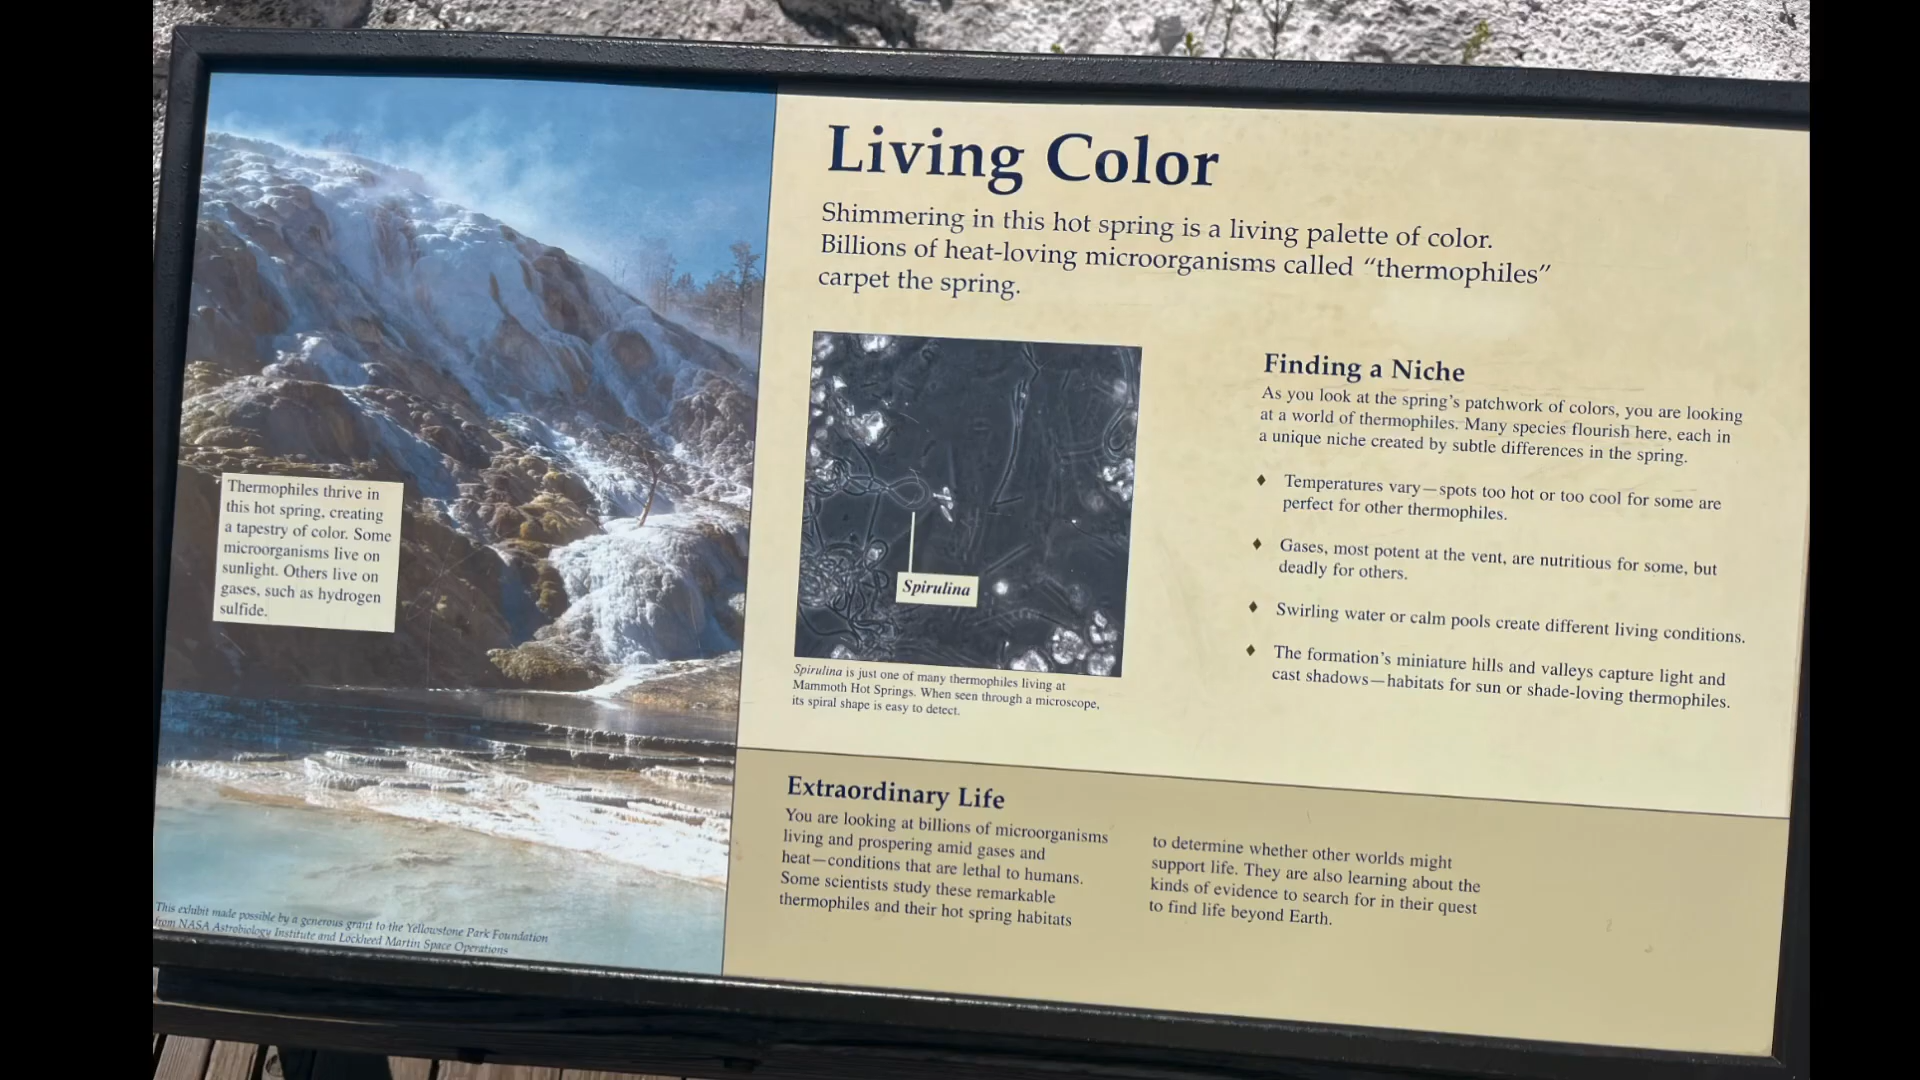 Living Color
Shimmering in this hot spring is a living palette of color.
Billions of heat-loving microorganisms called “thermophiles”
carpet the spring.
Thermophiles thrive in
this hot spring, creating
a tapestry of color. Some
microorganisms live on
sunlight. Others live on
gases, such as hydrogen
sulfide.
Spirulina
Spirulina is just one of many thermophiles living at
Mammoth Hot Springs. When seen through a microscope,
its spiral shape is easy to detect.
Finding a Niche
As you look at the spring’s patchwork of colors, you are looking
at a world of thermophiles. Many species flourish here, each in
a unique niche created by subtle differences in the spring.
♦ Temperatures vary—spots too hot or too cool for some are
perfect for other thermophiles.
♦ Gases, most potent at the vent, are nutritious for some, but
deadly for others.
♦ Swirling water or calm pools create different living conditions.
♦ The formation’s miniature hills and valleys capture light and
cast shadows—habitats for sun or shade-loving thermophiles.
Extraordinary Life
You are looking at billions of microorganisms
living and prospering amid gases and
heat—conditions that are lethal to humans.
Some scientists study these remarkable
thermophiles and their hot spring habitats
to determine whether other worlds might
support life. They are also learning about the
kinds of evidence to search for in their quest
to find life beyond Earth.
This exhibit made possible by a generous grant to the Yellowstone Park Foundation
from NASA Astrobiology Institute and Lockheed Martin Space Operations